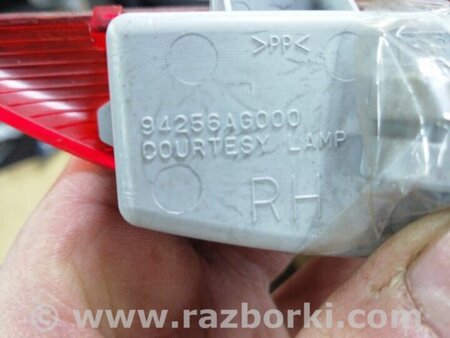 >PP<
94256AG000
COURTESY LAMP
RH
www.razborki.com